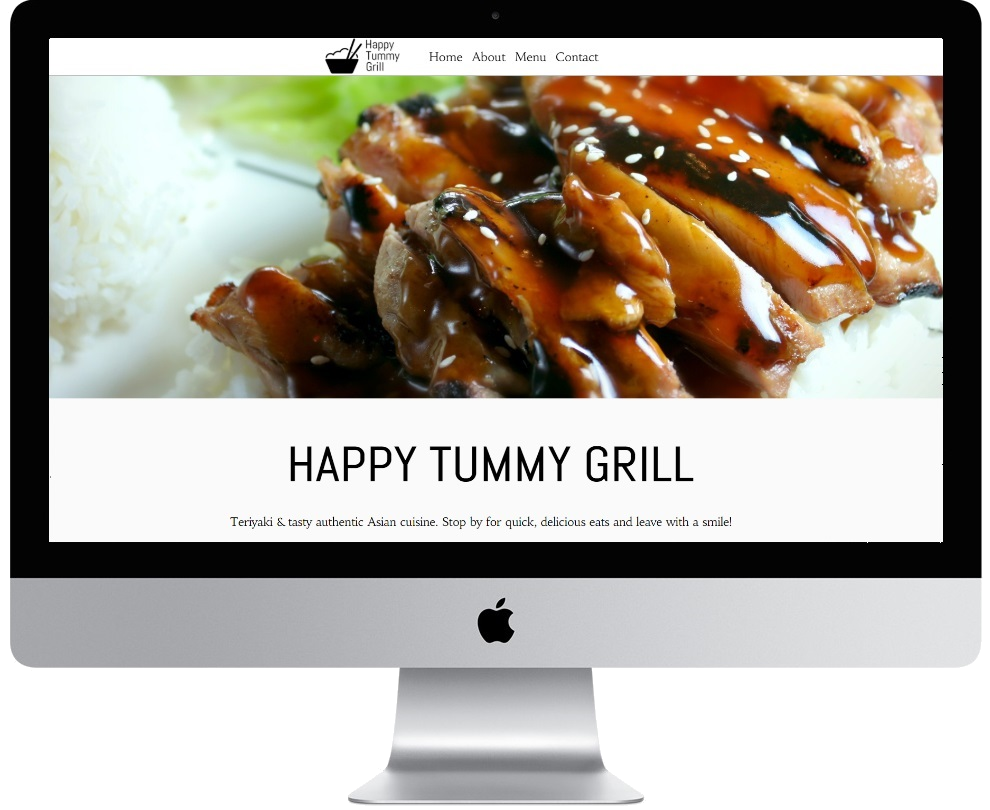 Happy
Tummy
Grill
Home About Menu Contact
HAPPY TUMMY GRILL
Teriyaki & tasty authentic Asian cuisine. Stop by for quick, delicious eats and leave with a smile!